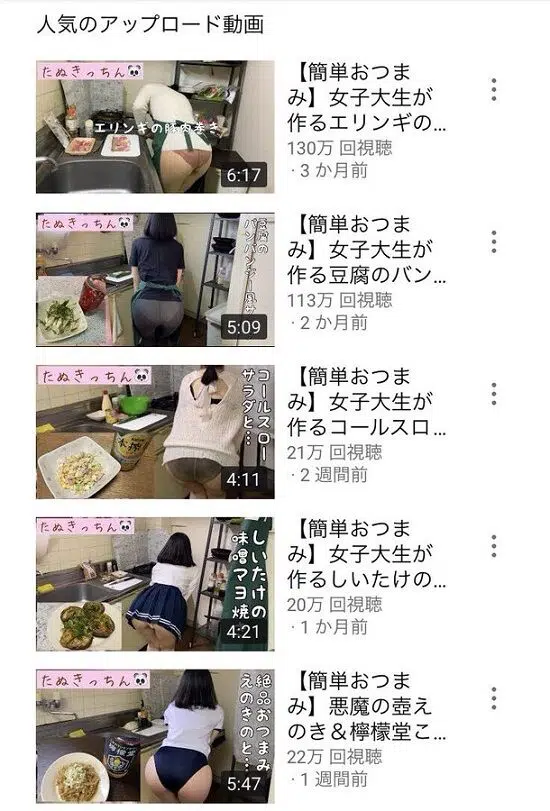 人気のアップロード動画
たぬきっちん
エリンギの豚肉巻き
6:17
【簡単おつま
み】女子大生が
作るエリンギの...
130万 回視聴
・3 か月前
たぬきっちん
豆腐の
バンバンジー風サ
5:09
【簡単おつま
み】女子大生が
作る豆腐のバン...
113万 回視聴
・2 か月前
たぬきっちん
コールスロー
サラダと…
4:11
【簡単おつま
み】女子大生が
作るコールスロ...
21万 回視聴
・2 週間前
たぬきっちん
しいたけの
味噌マヨ焼
4:21
【簡単おつま
み】女子大生が
作るしいたけの...
20万 回視聴
・1 か月前
たぬきっちん
絶品おつまみ
えのきのと…
檸檬堂
5:47
【簡単おつま
み】悪魔の壺え
のき＆檸檬堂こ...
22万 回視聴
・1 週間前